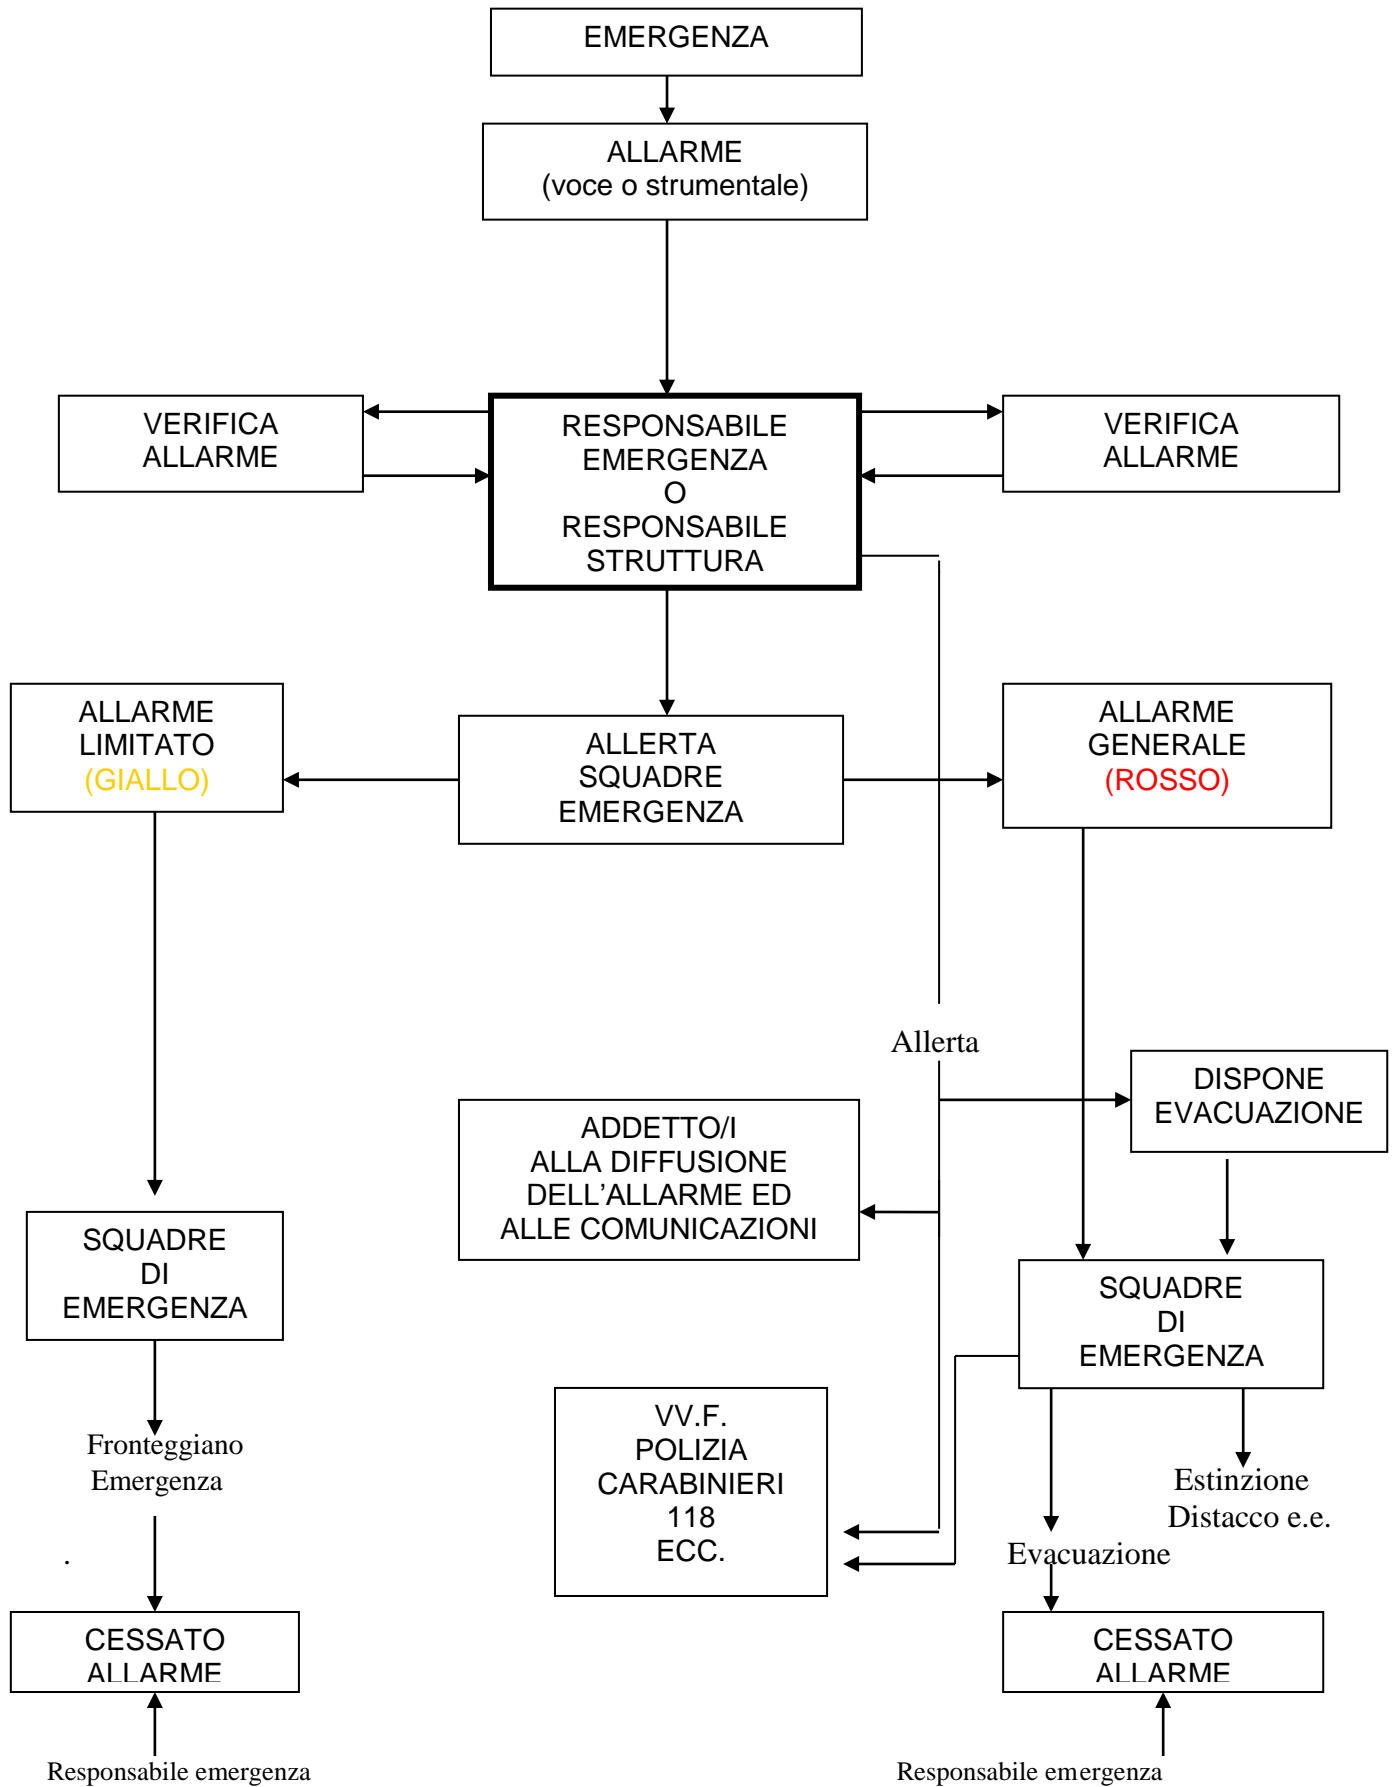 EMERGENZA
ALLARME
(voce o strumentale)
VERIFICA
ALLARME
RESPONSABILE
EMERGENZA
O
RESPONSABILE
STRUTTURA
VERIFICA
ALLARME
ALLARME
LIMITATO
(GIALLO)
ALLERTA
SQUADRE
EMERGENZA
ALLARME
GENERALE
(ROSSO)
Allerta
DISPONE
EVACUAZIONE
ADDETTO/I
ALLA DIFFUSIONE
DELL’ALLARME ED
ALLE COMUNICAZIONI
SQUADRE
DI
EMERGENZA
SQUADRE
DI
EMERGENZA
VV.F.
POLIZIA
CARABINIERI
118
ECC.
Fronteggiano
Emergenza
.
Estinzione
Distacco e.e.
Evacuazione
CESSATO
ALLARME
CESSATO
ALLARME
Responsabile emergenza
Responsabile emergenza